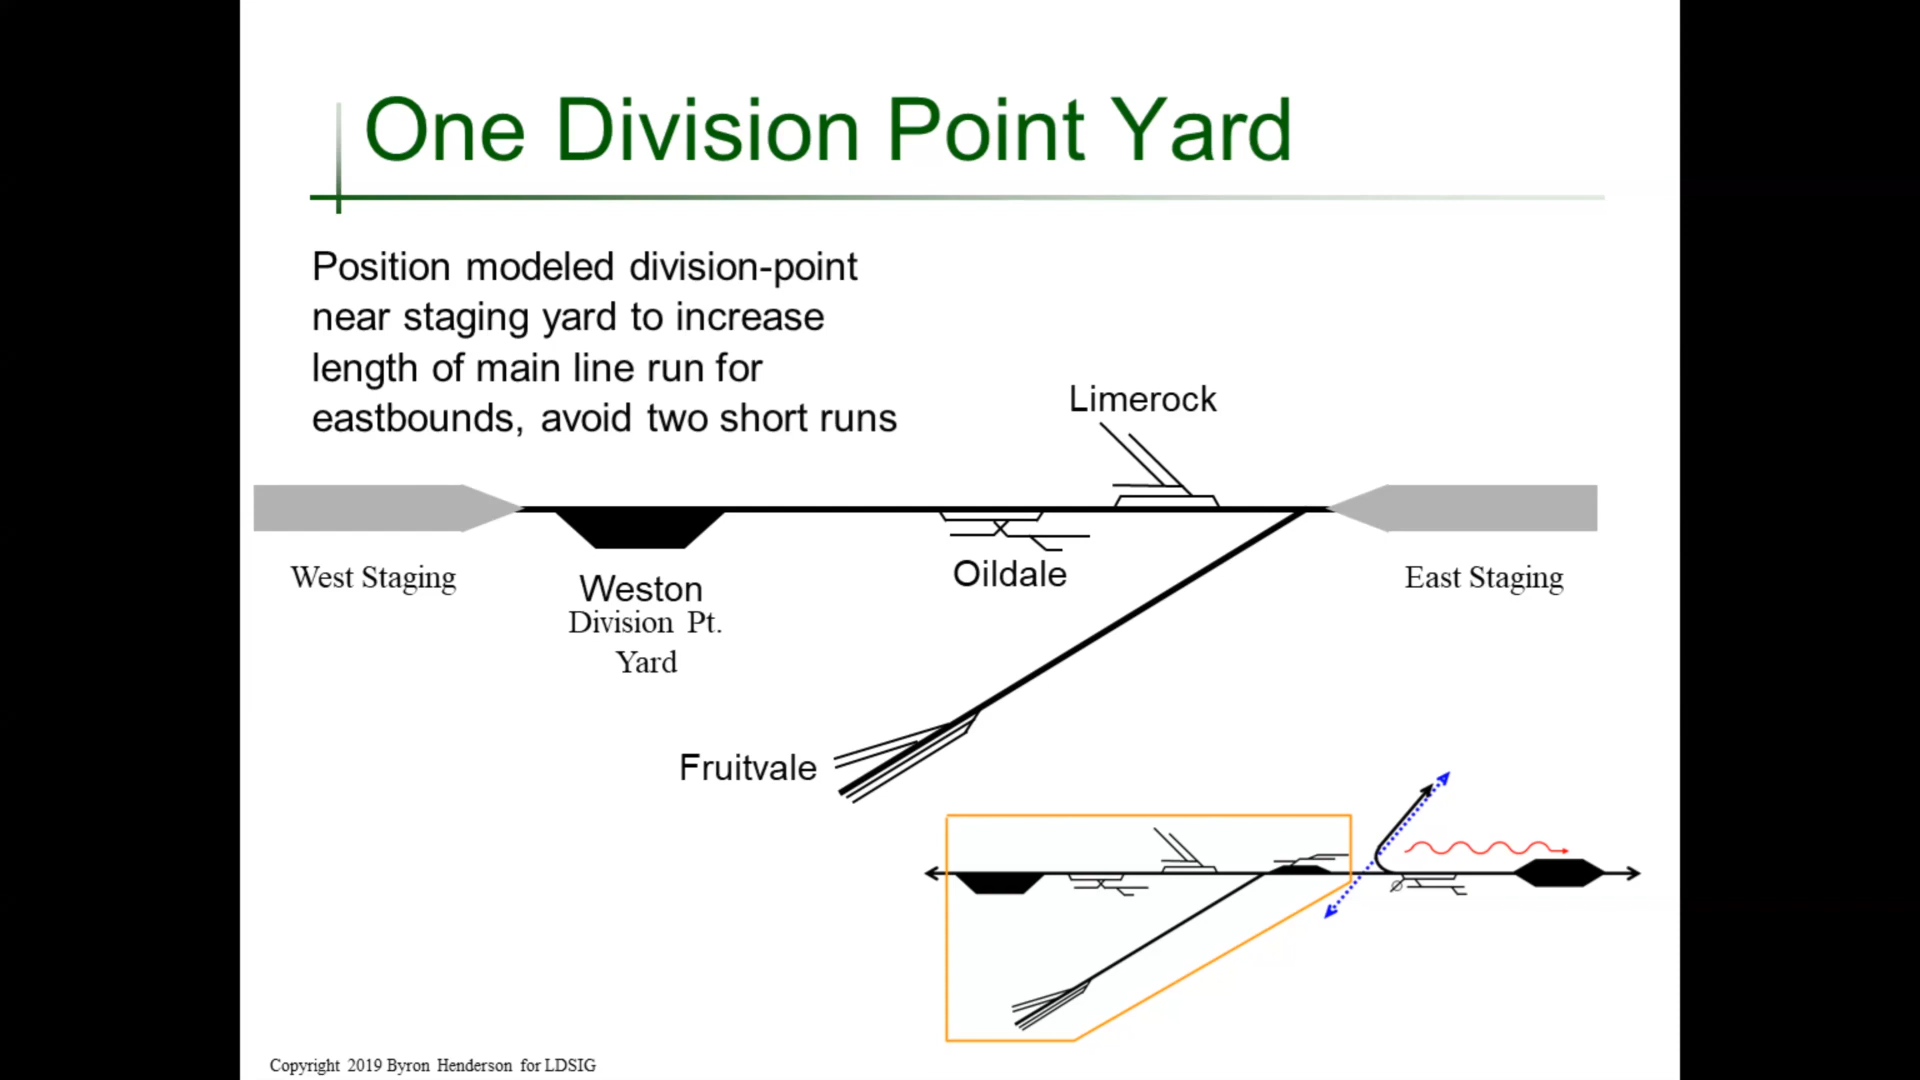 One Division Point Yard
Position modeled division-point
near staging yard to increase
length of main line run for
eastbounds, avoid two short runs
Limerock
West Staging
Weston
Division Pt.
Yard
Oildale
East Staging
Fruitvale
Copyright 2019 Byron Henderson for LDSIG